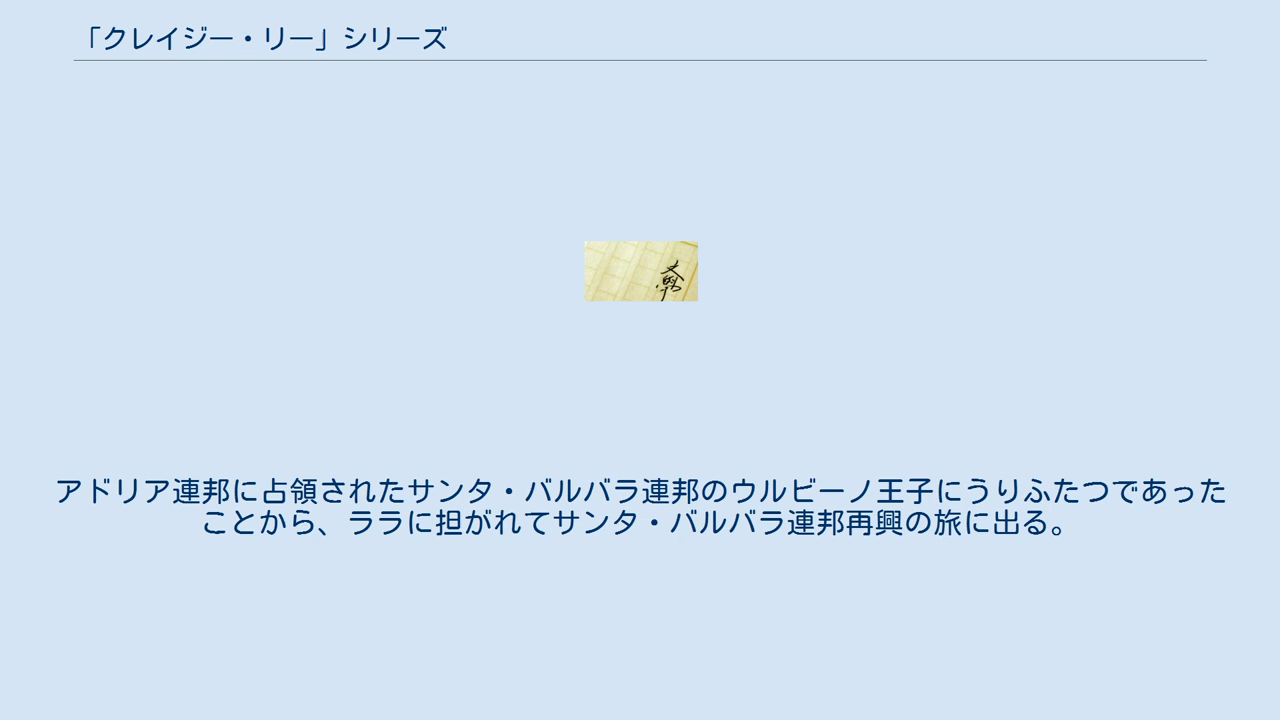 「クレイジー・リー」シリーズ
アドリア連邦に占領されたサンタ・バルバラ連邦のウルビーノ王子にうりふたつであった
ことから、ララに担がれてサンタ・バルバラ連邦再興の旅に出る。